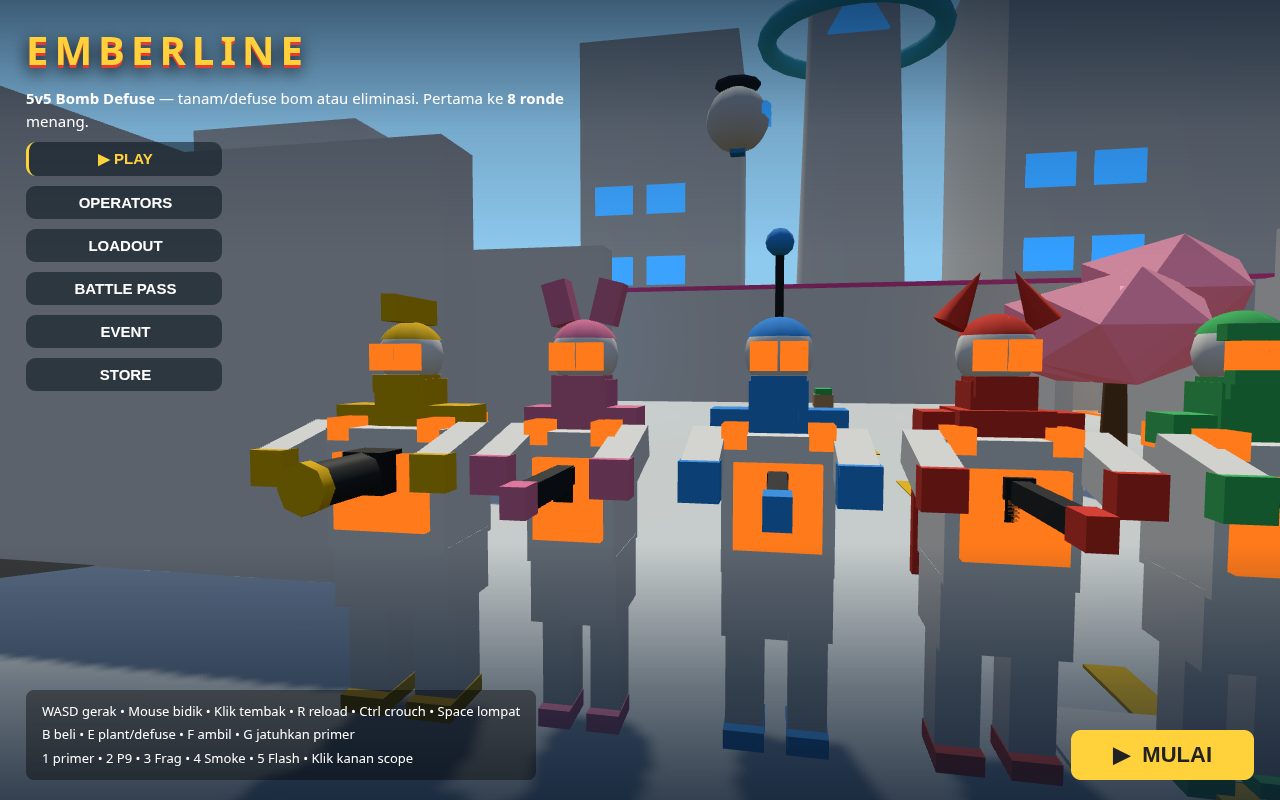 EMBERLINE
5v5 Bomb Defuse — tanam/defuse bom atau eliminasi. Pertama ke 8 ronde
menang.
▶ PLAY
OPERATORS
LOADOUT
BATTLE PASS
EVENT
STORE
WASD gerak • Mouse bidik • Klik tembak • R reload • Ctrl crouch • Space lompat
B beli • E plant/defuse • F ambil • G jatuhkan primer
1 primer • 2 P9 • 3 Frag • 4 Smoke • 5 Flash • Klik kanan scope
▶ MULAI